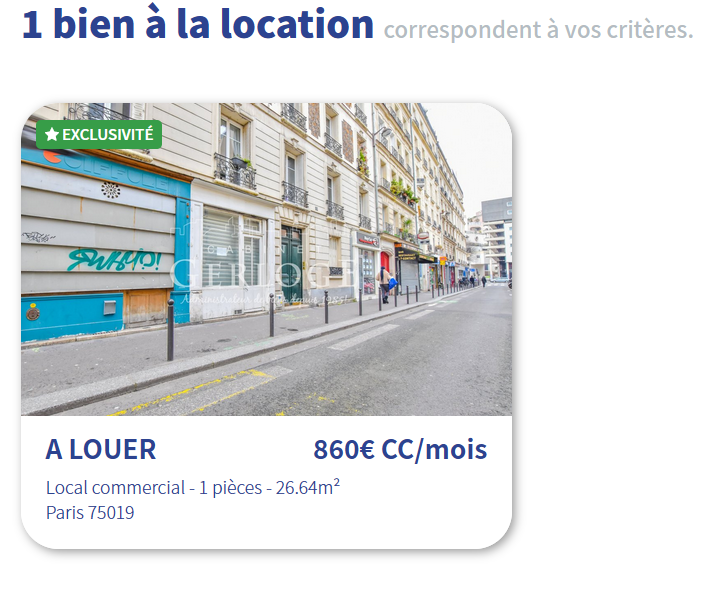 1 bien à la location correspondent à vos critères.
EXCLUSIVITÉ
GERLOGE
A LOUER 860€ CC/mois
Local commercial - 1 pièces - 26.64m²
Paris 75019